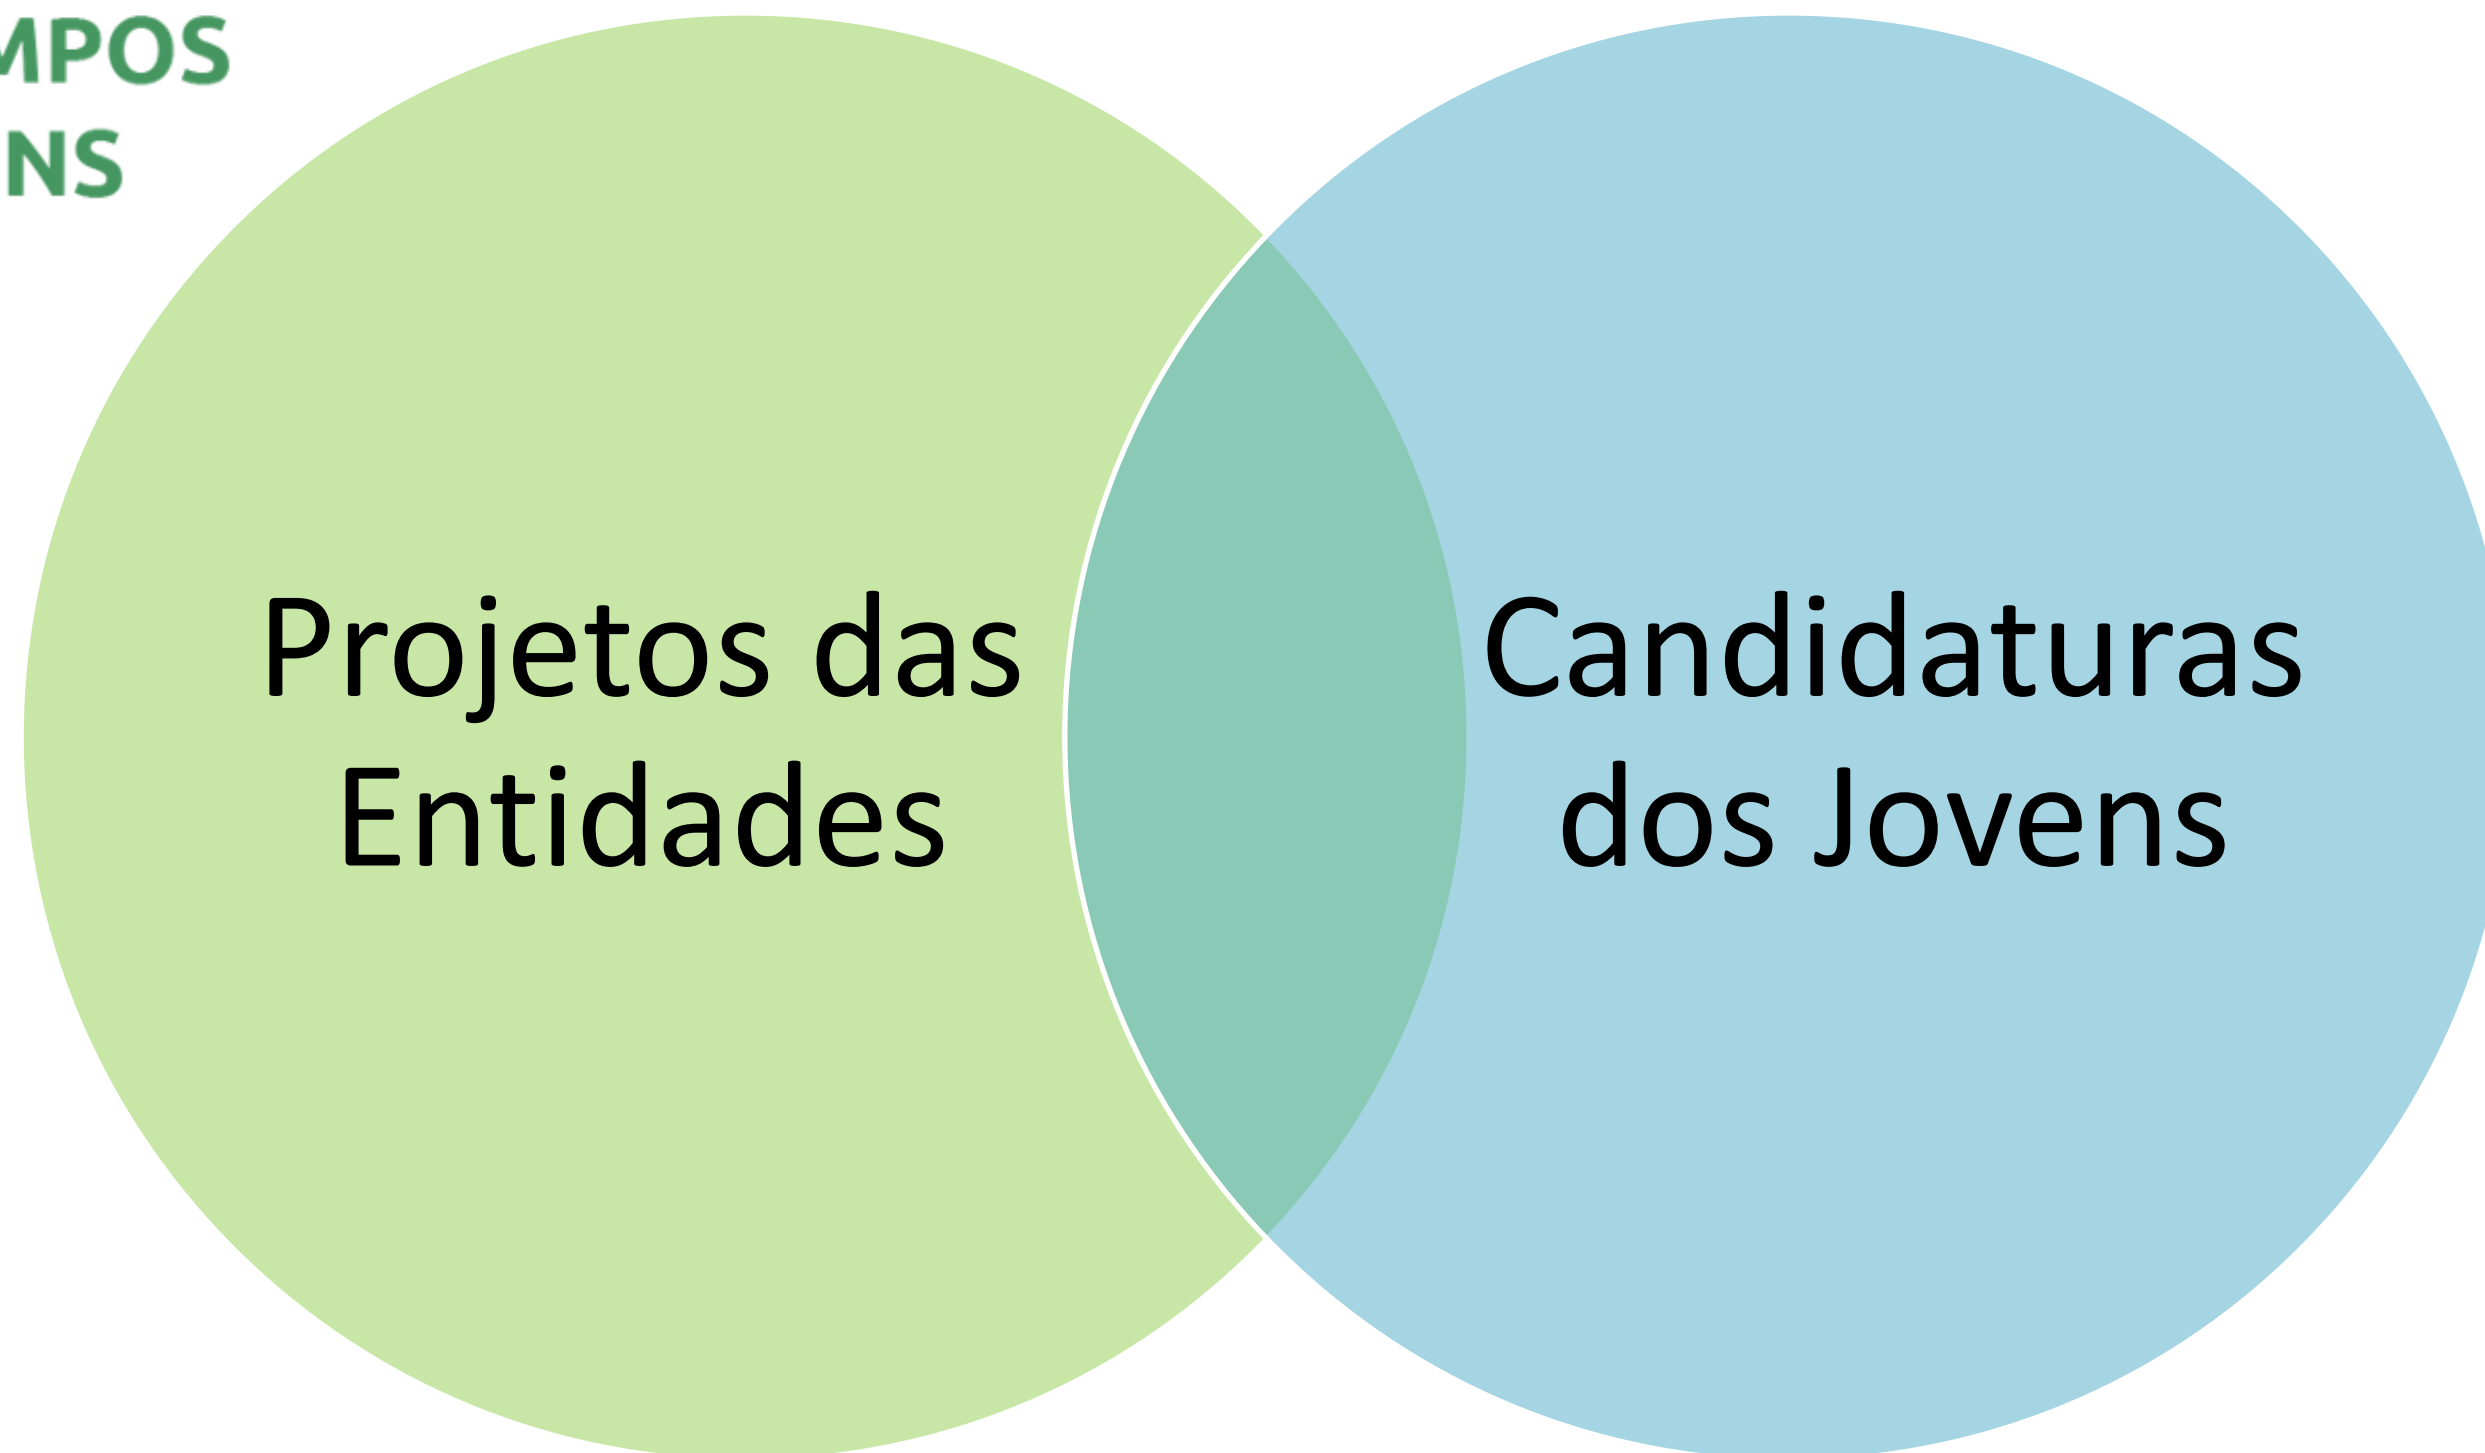 MPOS
NS
Projetos das
Entidades
Candidaturas
dos Jovens